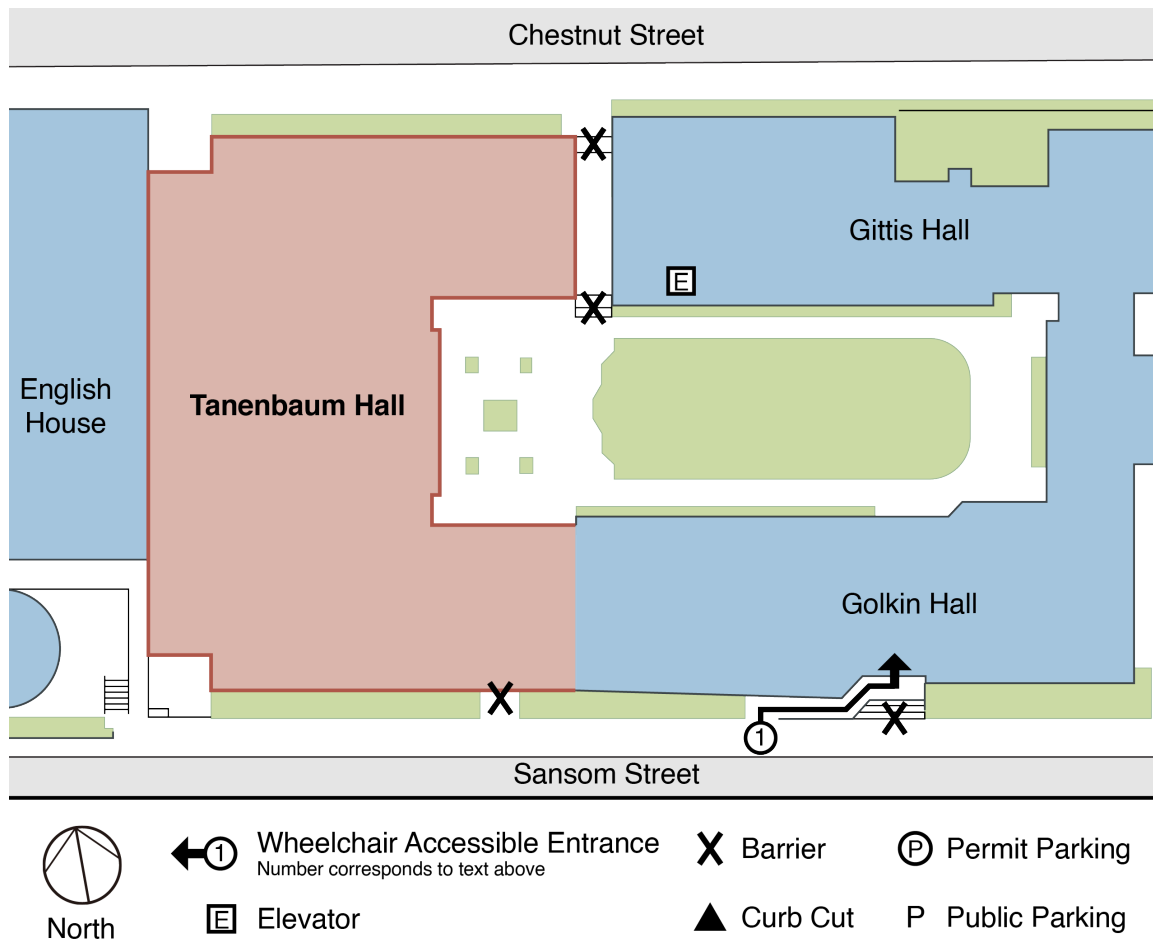 Chestnut Street
Gittis Hall
E
English
House
Tanenbaum Hall
Golkin Hall
1
Sansom Street
1 Wheelchair Accessible Entrance
Number corresponds to text above
Barrier
P Permit Parking
North
E Elevator
Curb Cut
P Public Parking